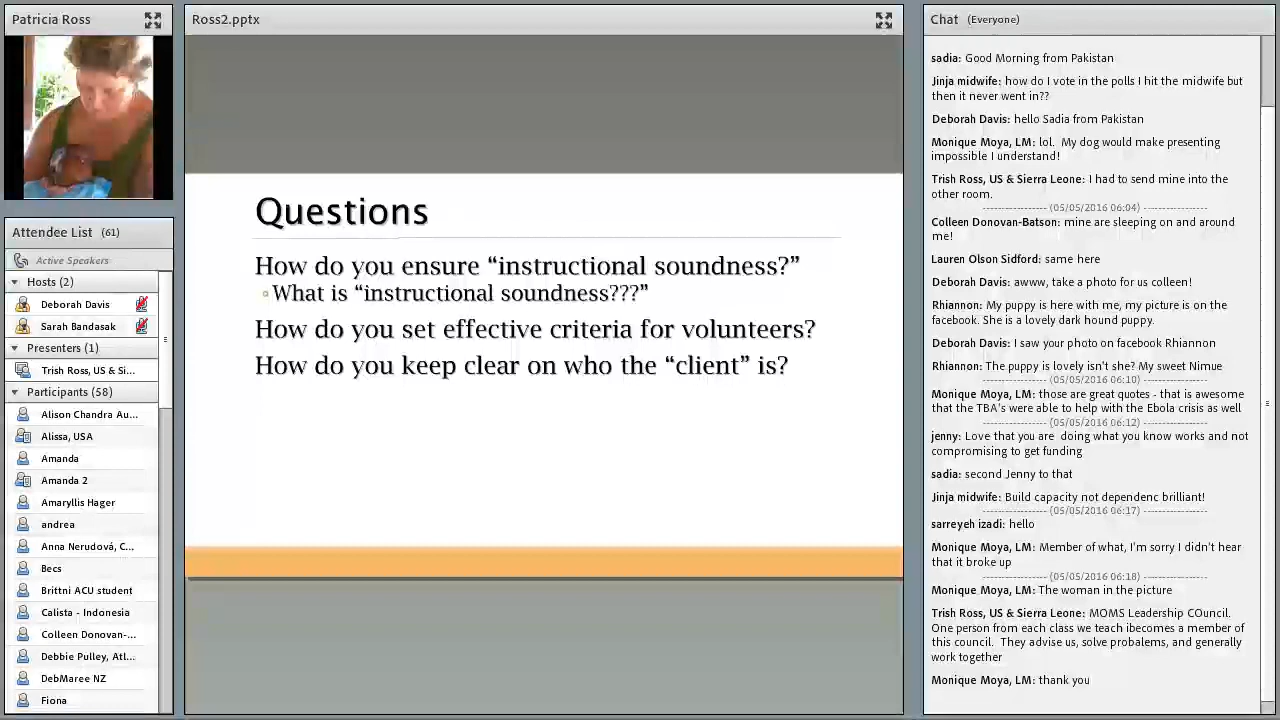 Patricia Ross
Attendee List (61)
Active Speakers
Hosts (2)
Deborah Davis
Sarah Bandasak
Presenters (1)
Trish Ross, US & Si...
Participants (58)
Alison Chandra Au...
Alissa, USA
Amanda
Amanda 2
Amaryllis Hager
andrea
Anna Nerudová, C...
Becs
Brittni ACU student
Calista - Indonesia
Colleen Donovan-...
Debbie Pulley, Atl...
DebMaree NZ
Fiona
Ross2.pptx
Questions
How do you ensure “instructional soundness?”
What is “instructional soundness???”
How do you set effective criteria for volunteers?
How do you keep clear on who the “client” is?
Chat (Everyone)
sadia: Good Morning from Pakistan
Jinja midwife: how do I vote in the polls I hit the midwife but
then it never went in??
Deborah Davis: hello Sadia from Pakistan
Monique Moya, LM: lol. My dog would make presenting
impossible I understand!
Trish Ross, US & Sierra Leone: I had to send mine into the
other room.
------------------ (05/05/2016 06:04) ------------------
Colleen Donovan-Batson: mine are sleeping on and around
me!
Lauren Olson Sidford: same here
Deborah Davis: awww, take a photo for us colleen!
Rhiannon: My puppy is here with me, my picture is on the
facebook. She is a lovely dark hound puppy.
Deborah Davis: I saw your photo on facebook Rhiannon
Rhiannon: The puppy is lovely isn't she? My sweet Nimue
------------------ (05/05/2016 06:10) ------------------
Monique Moya, LM: those are great quotes - that is awesome
that the TBA's were able to help with the Ebola crisis as well
------------------ (05/05/2016 06:12) ------------------
jenny: Love that you are doing what you know works and not
compromising to get funding
sadia: second Jenny to that
Jinja midwife: Build capacity not dependenc brilliant!
------------------ (05/05/2016 06:17) ------------------
sarreyeh izadi: hello
Monique Moya, LM: Member of what, I'm sorry I didn't hear
that it broke up
------------------ (05/05/2016 06:18) ------------------
Monique Moya, LM: The woman in the picture
Trish Ross, US & Sierra Leone: MOMS Leadership COuncil.
One person from each class we teach ibecomes a member of
this council. They advise us, solve probalems, and generally
work together
Monique Moya, LM: thank you